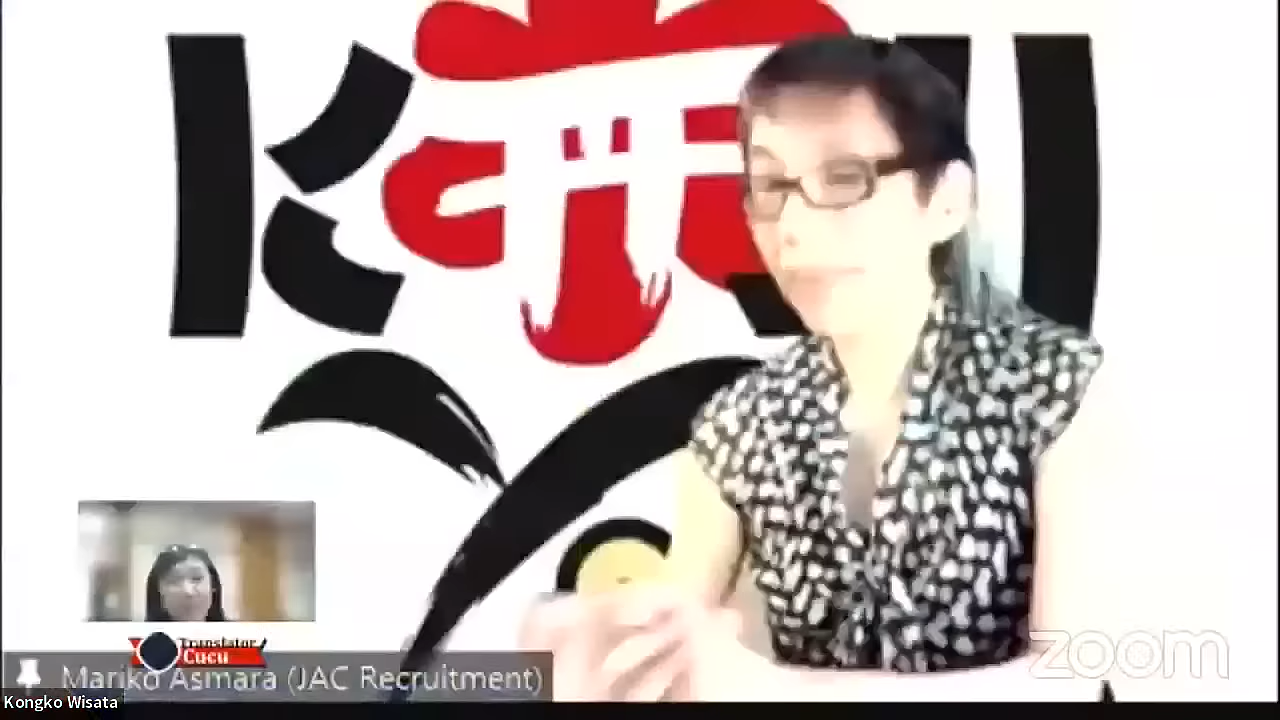 zoom
Translator
Cucu
Mariko Asmara (JAC Recruitment)
Kongko Wisata